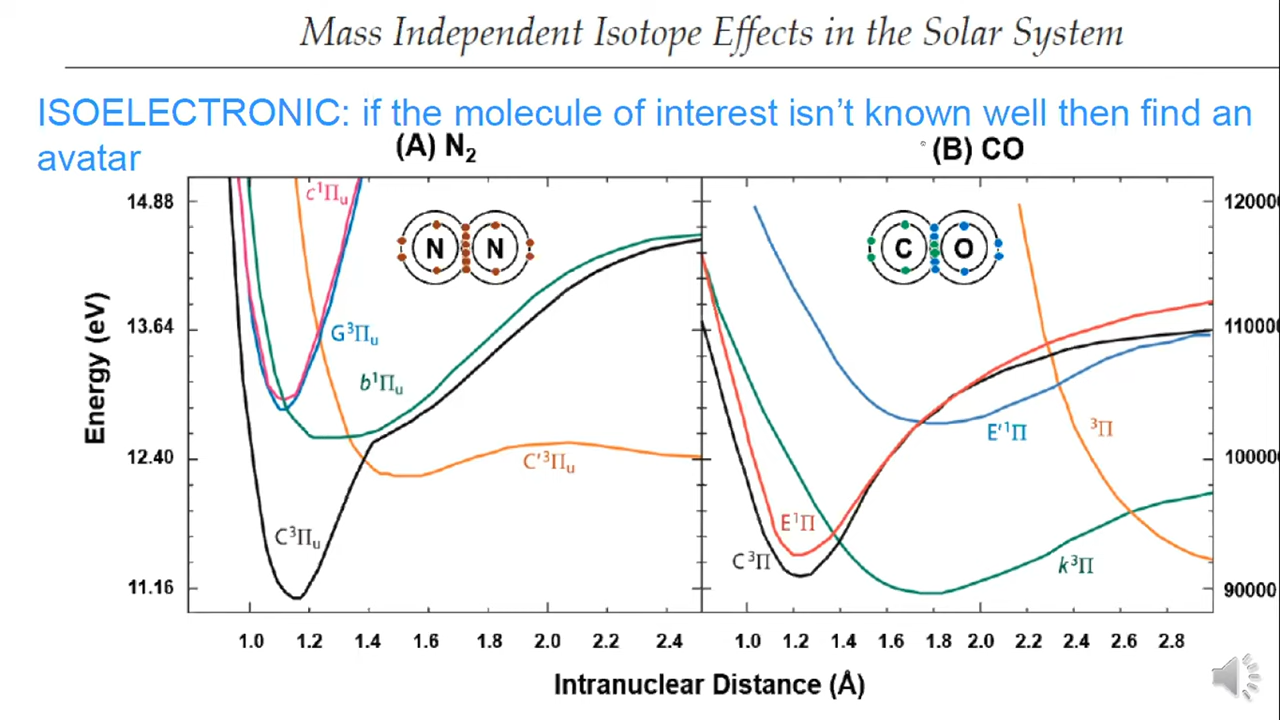 Mass Independent Isotope Effects in the Solar System
ISOELECTRONIC: if the molecule of interest isn't known well then find an
avatar
(A) N₂
(B) CO
14.88
13.64
12.40
11.16
Energy (eV)
c¹Πᵤ
G³Πᵤ
b¹Πᵤ
C′³Πᵤ
C³Πᵤ
N N
C O
E′¹Π
³Π
E¹Π
C³Π
k³Π
120000
110000
100000
90000
1.0 1.2 1.4 1.6 1.8 2.0 2.2 2.4
1.0 1.2 1.4 1.6 1.8 2.0 2.2 2.4 2.6 2.8
Intranuclear Distance (Å)